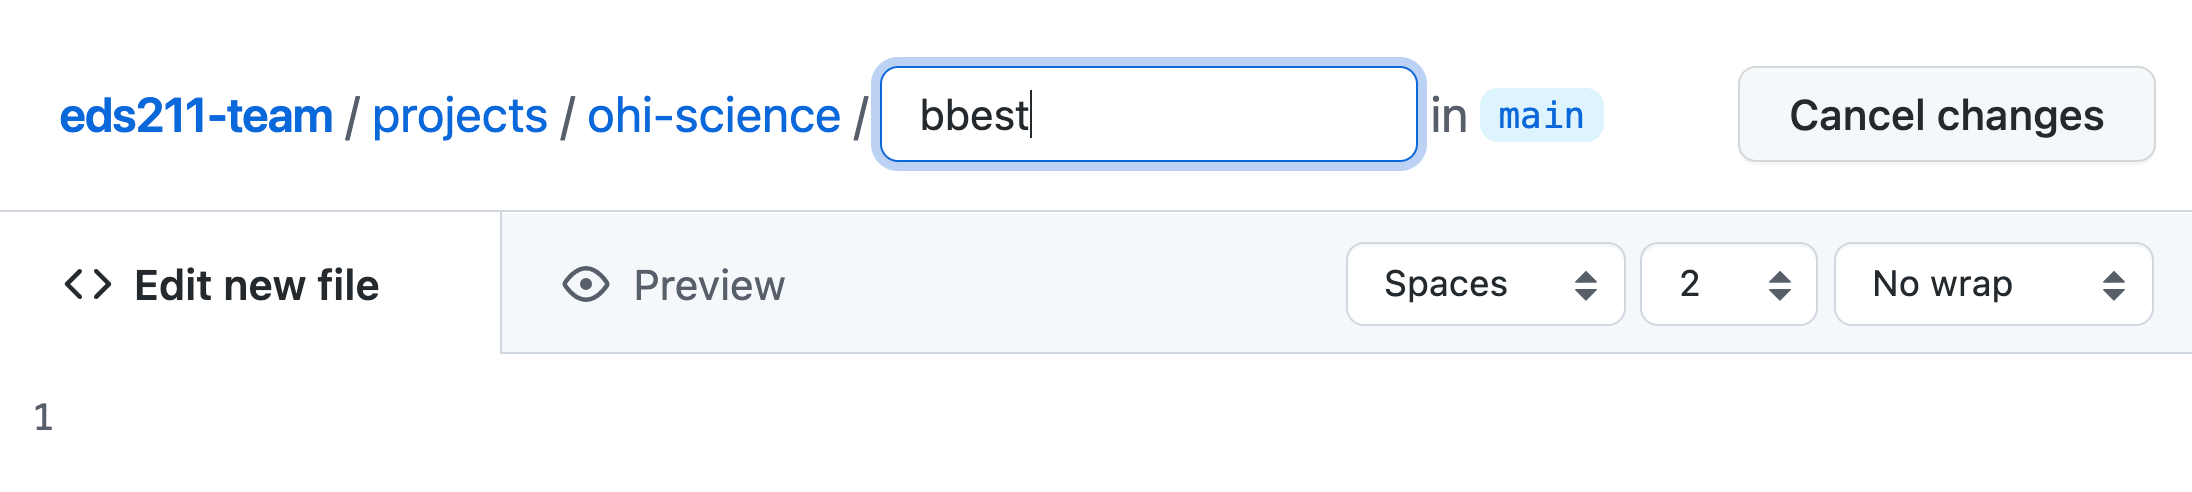 eds211-team / projects / ohi-science / bbest in main Cancel changes
<> Edit new file Preview Spaces 2 No wrap
1